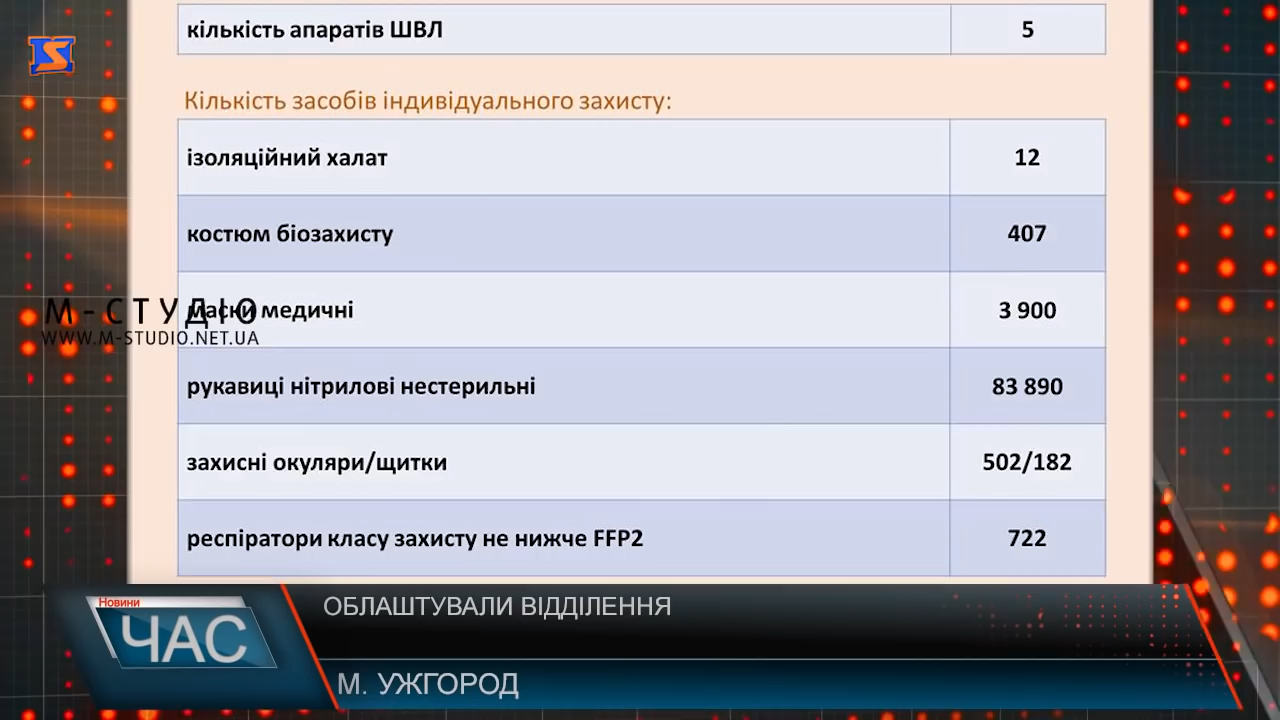 кількість апаратів ШВЛ 5
Кількість засобів індивідуального захисту:
ізоляційний халат 12
костюм біозахисту 407
М-СТУДІО
маски медичні 3 900
WWW.M-STUDIO.NET.UA
рукавиці нітрилові нестерильні 83 890
захисні окуляри/щитки 502/182
респіратори класу захисту не нижче FFP2 722
Новини
ЧАС
ОБЛАШТУВАЛИ ВІДДІЛЕННЯ
М. УЖГОРОД